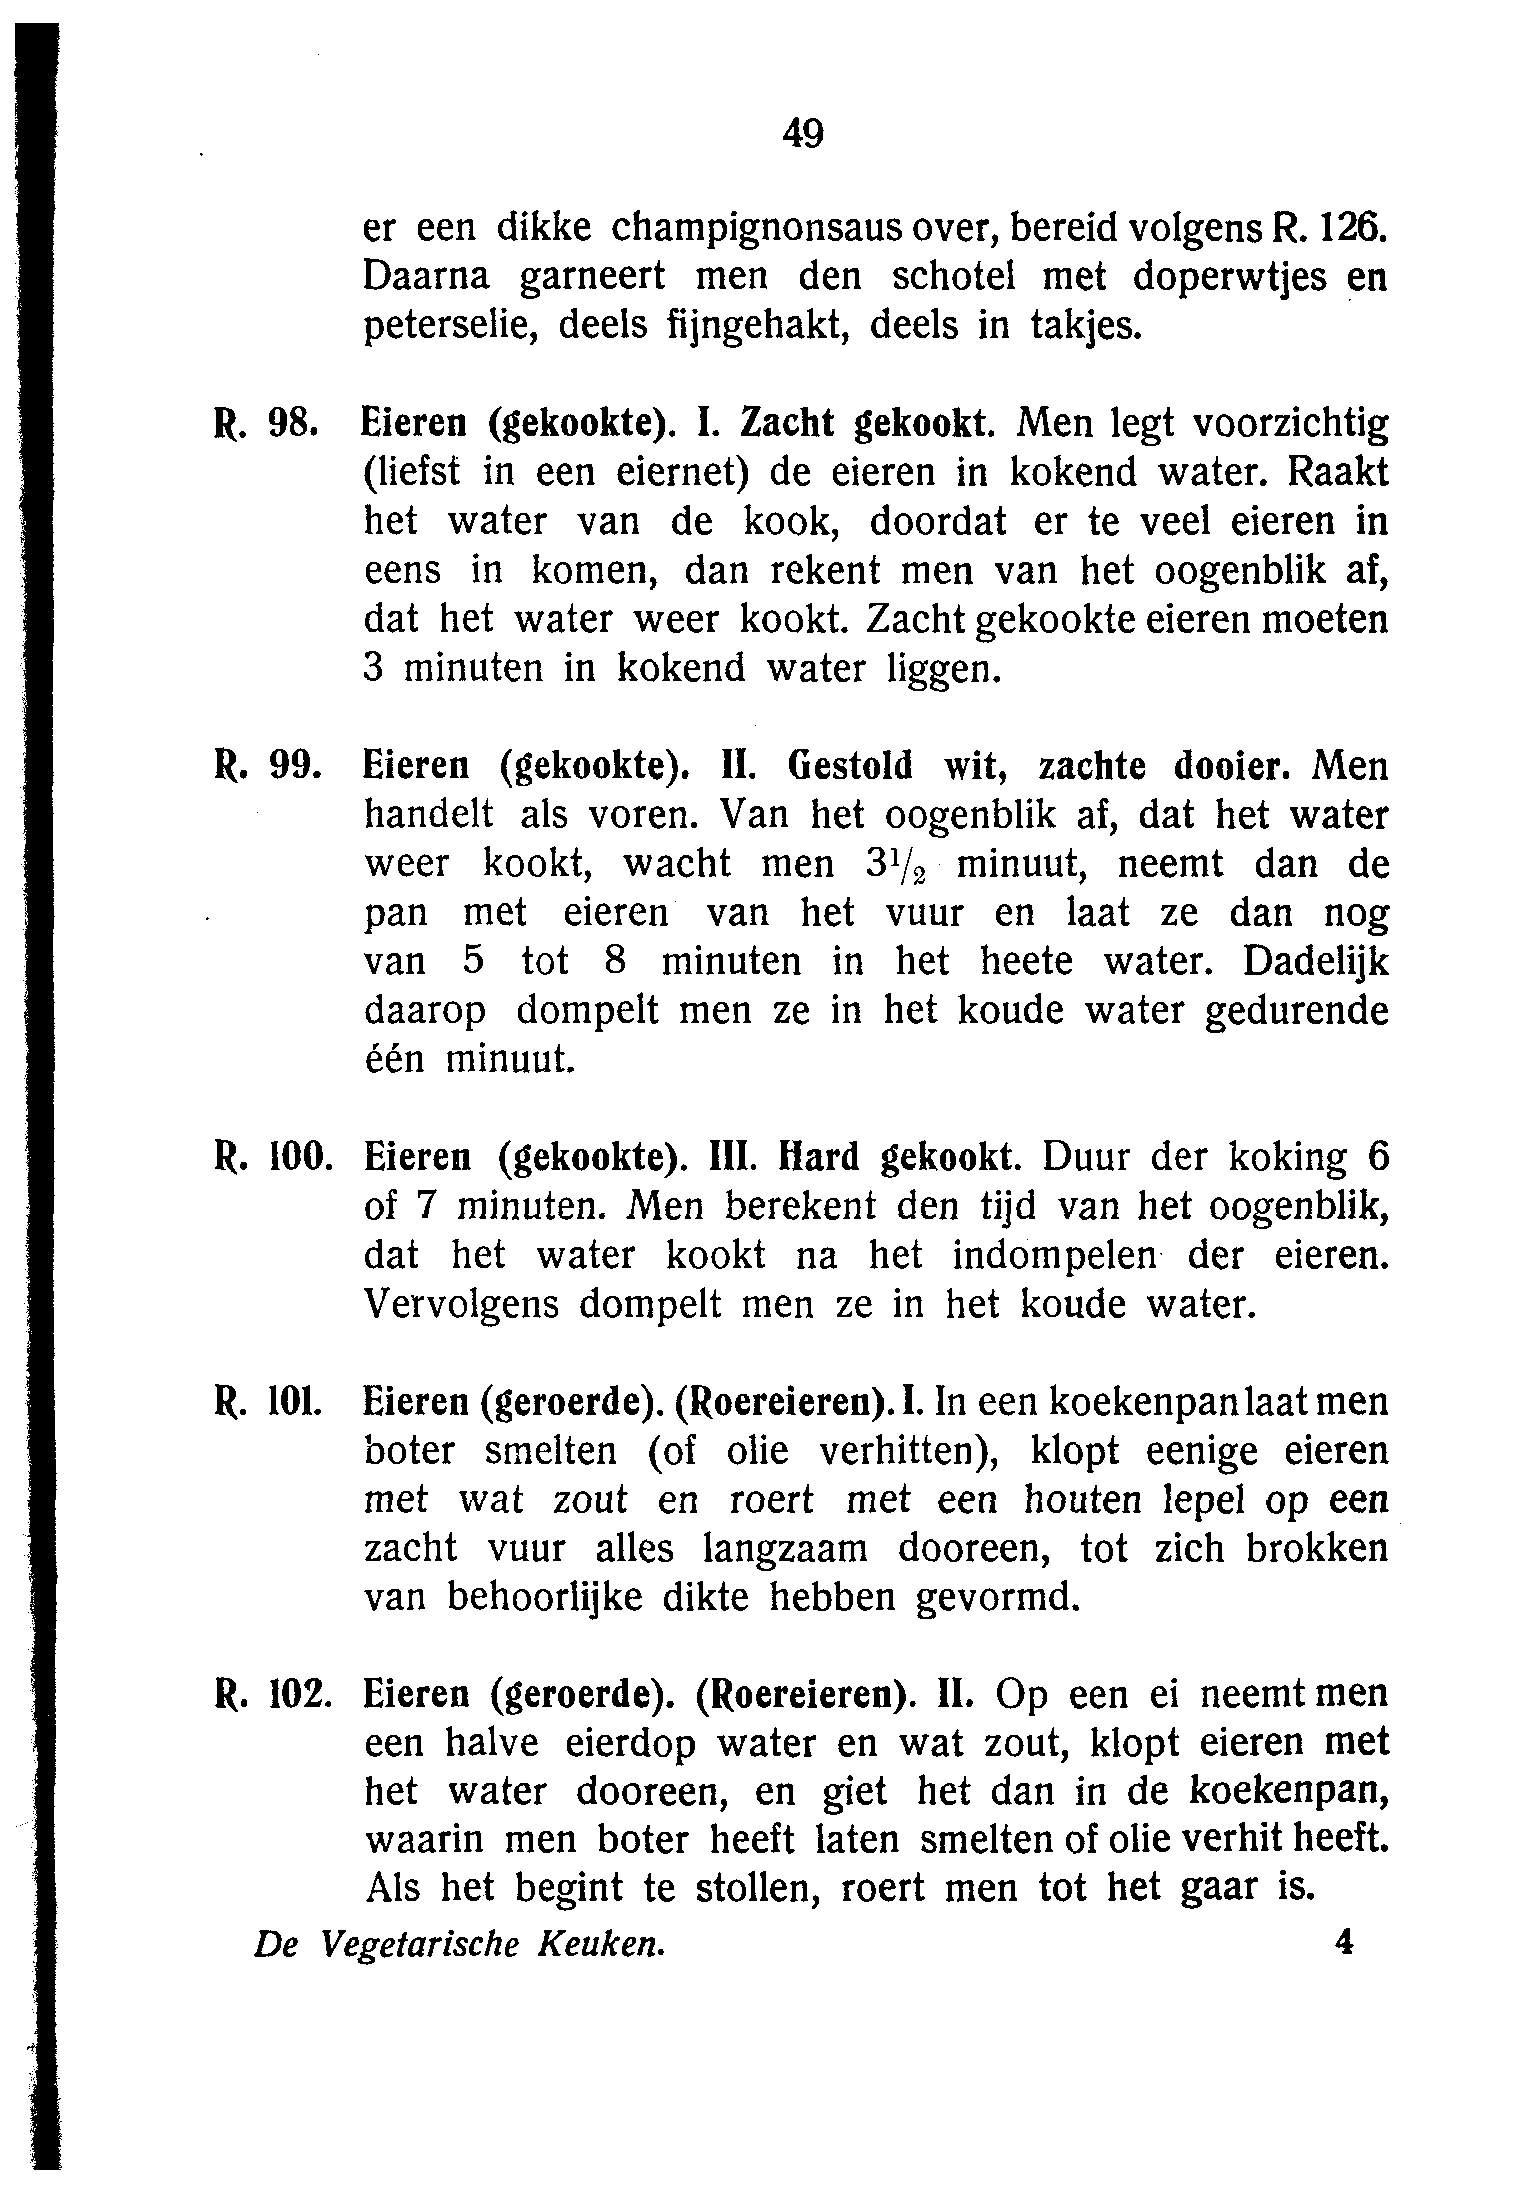 49
er een dikke champignonsaus over, bereid volgens R. 126.
Daarna garneert men den schotel met doperwtjes en
peterselie, deels fijngehakt, deels in takjes.
R. 98. Eieren (gekookte). I. Zacht gekookt. Men legt voorzichtig
(liefst in een eiernet) de eieren in kokend water. Raakt
het water van de kook, doordat er te veel eieren in
eens in komen, dan rekent men van het oogenblik af,
dat het water weer kookt. Zacht gekookte eieren moeten
3 minuten in kokend water liggen.
R. 99. Eieren (gekookte). II. Gestold wit, zachte dooier. Men
handelt als voren. Van het oogenblik af, dat het water
weer kookt, wacht men 3½ minuut, neemt dan de
pan met eieren van het vuur en laat ze dan nog
van 5 tot 8 minuten in het heete water. Dadelijk
daarop dompelt men ze in het koude water gedurende
één minuut.
R. 100. Eieren (gekookte). III. Hard gekookt. Duur der koking 6
of 7 minuten. Men berekent den tijd van het oogenblik,
dat het water kookt na het indompelen der eieren.
Vervolgens dompelt men ze in het koude water.
R. 101. Eieren (geroerde). (Roereieren). I. In een koekenpan laat men
boter smelten (of olie verhitten), klopt eenige eieren
met wat zout en roert met een houten lepel op een
zacht vuur alles langzaam dooreen, tot zich brokken
van behoorlijke dikte hebben gevormd.
R. 102. Eieren (geroerde). (Roereieren). II. Op een ei neemt men
een halve eierdop water en wat zout, klopt eieren met
het water dooreen, en giet het dan in de koekenpan,
waarin men boter heeft laten smelten of olie verhit heeft.
Als het begint te stollen, roert men tot het gaar is.
De Vegetarische Keuken. 4